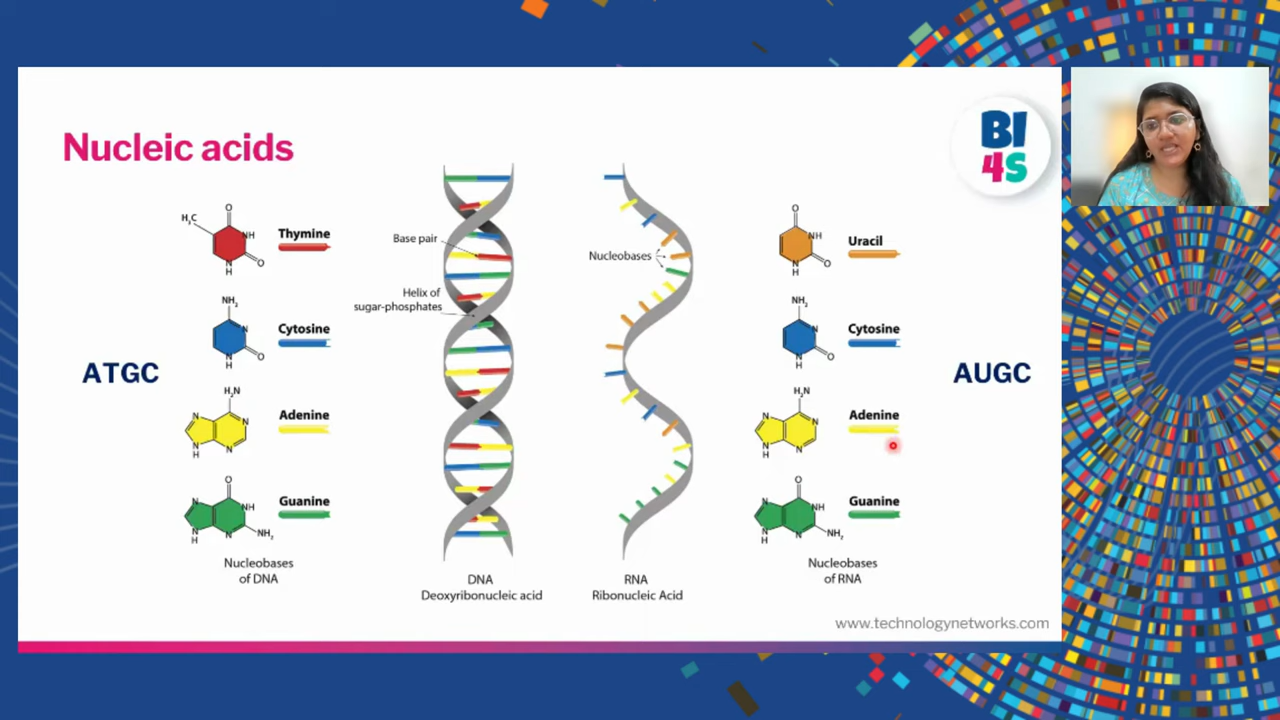 Nucleic acids
BI
4S
H₃C
O
NH
N
H
O
Thymine
NH₂
N
N
H
O
Cytosine
ATGC
H₂N
N
N
N
H
N
Adenine
O
N
NH
N
H
N
NH₂
Guanine
Nucleobases
of DNA
Base pair
Helix of
sugar-phosphates
DNA
Deoxyribonucleic acid
Nucleobases
RNA
Ribonucleic Acid
O
NH
N
H
O
Uracil
NH₂
N
N
H
O
Cytosine
AUGC
H₂N
N
N
N
H
N
Adenine
O
N
NH
N
H
N
NH₂
Guanine
Nucleobases
of RNA
www.technologynetworks.com